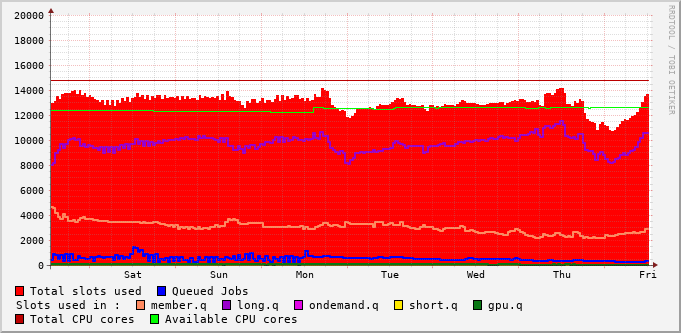 20000
18000
16000
14000
12000
10000
8000
6000
4000
2000
0
Sat Sun Mon Tue Wed Thu Fri
Total slots used Queued Jobs
Slots used in : member.q long.q ondemand.q short.q gpu.q
Total CPU cores Available CPU cores
RRDTOOL / TOBI OETIKER